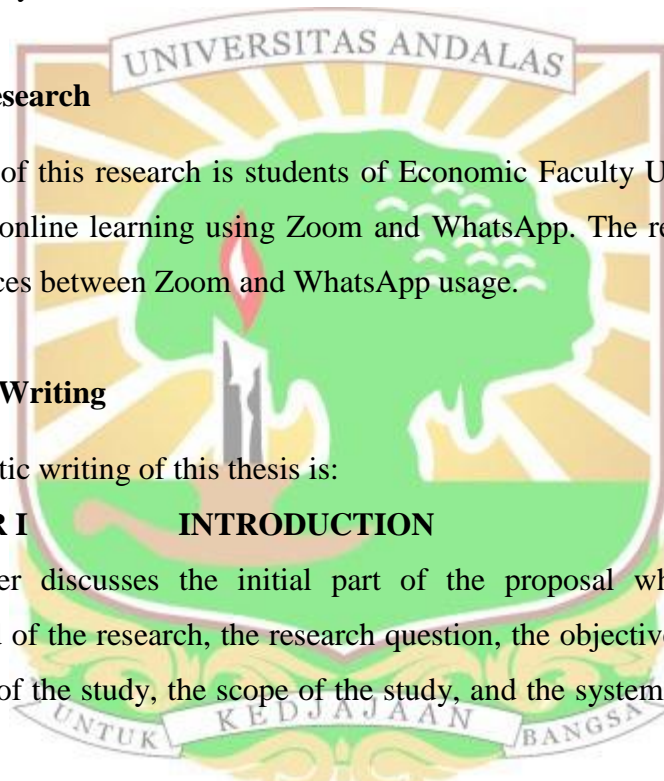 UNIVERSITAS ANDALAS
esearch
of this research is students of Economic Faculty U
online learning using Zoom and WhatsApp. The re
ces between Zoom and WhatsApp usage.
Writing
tic writing of this thesis is:
R I INTRODUCTION
er discusses the initial part of the proposal wh
of the research, the research question, the objective
of the study, the scope of the study, and the system
UNTUK KEDJAJAAN BANGSA